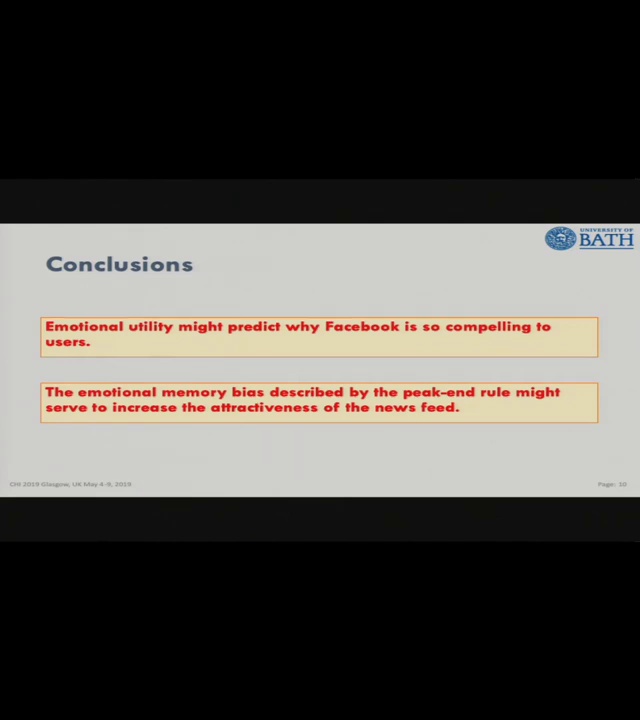 UNIVERSITY OF
BATH
Conclusions
Emotional utility might predict why Facebook is so compelling to
users.
The emotional memory bias described by the peak-end rule might
serve to increase the attractiveness of the news feed.
CHI 2019 Glasgow, UK May 4-9, 2019
Page: 20